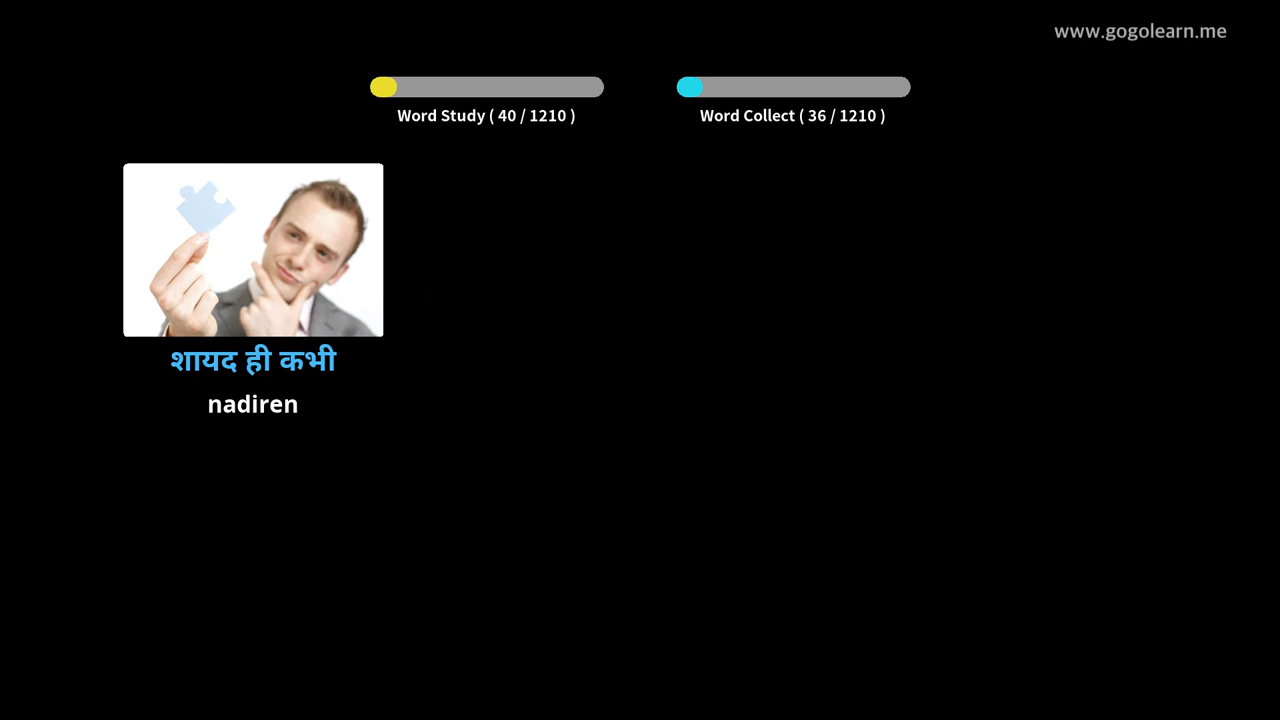 www.gogolearn.me
Word Study ( 40 / 1210 )
Word Collect ( 36 / 1210 )
शायद ही कभी
nadiren